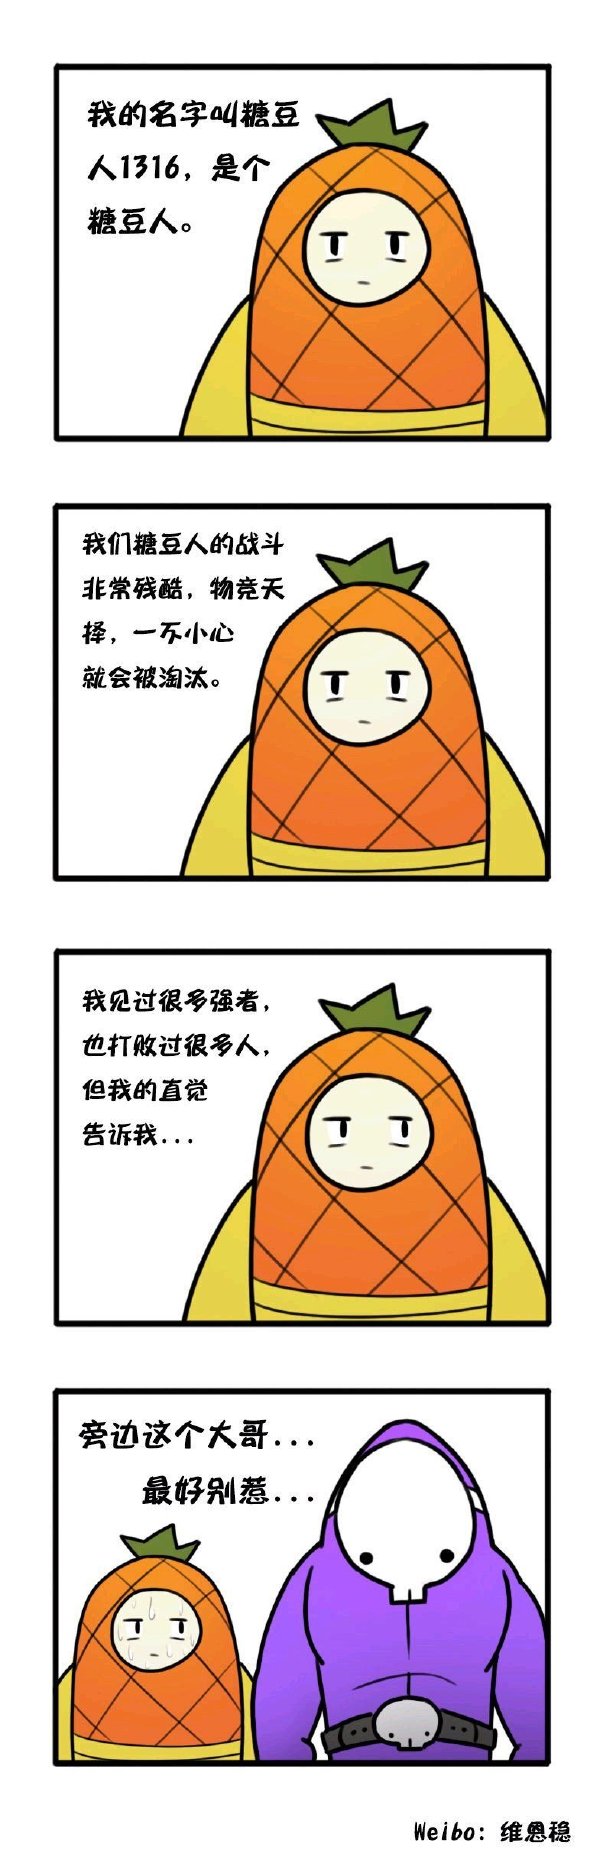 我的名字叫糖豆
人1316，是个
糖豆人。
我们糖豆人的战斗
非常残酷，物竞天
择，一不小心
就会被淘汰。
我见过很多强者，
也打败过很多人，
但我的直觉
告诉我...
旁边这个大哥...
最好别惹...
Weibo: 维恩稳